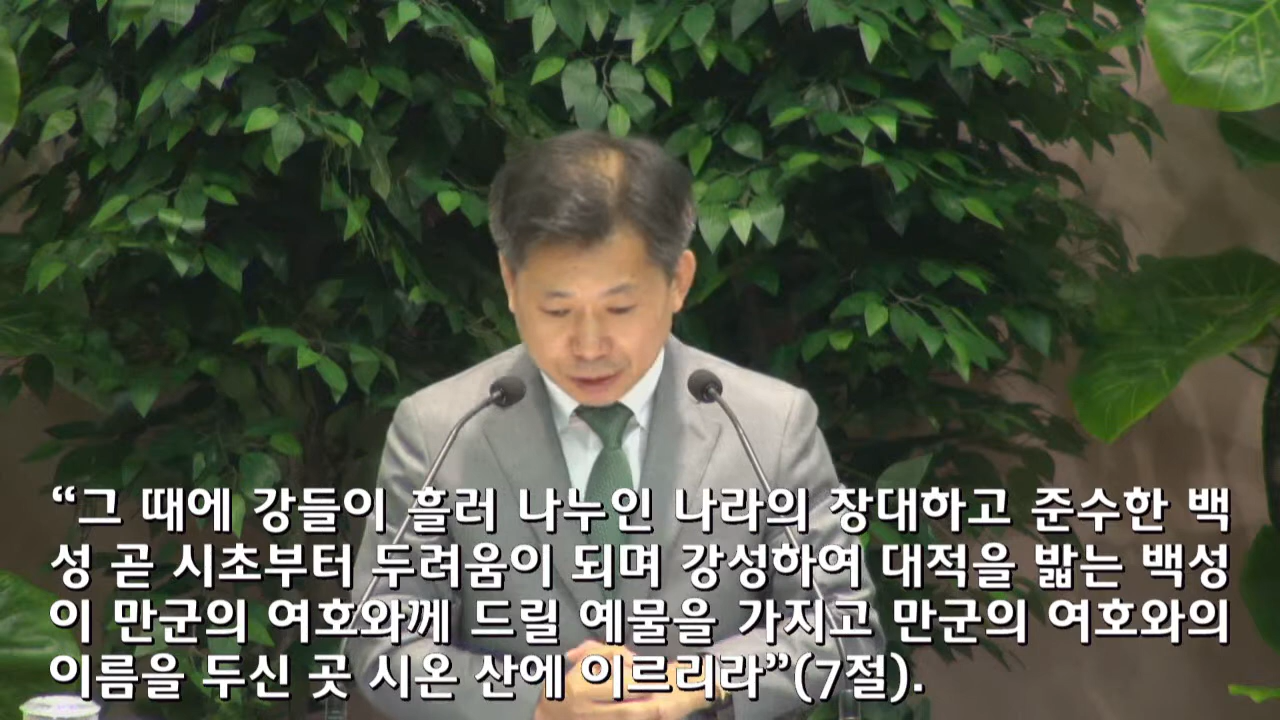 “그 때에 강들이 흘러 나누인 나라의 장대하고 준수한 백
성 곧 시초부터 두려움이 되며 강성하여 대적을 밟는 백성
이 만군의 여호와께 드릴 예물을 가지고 만군의 여호와의
이름을 두신 곳 시온 산에 이르리라”(7절).